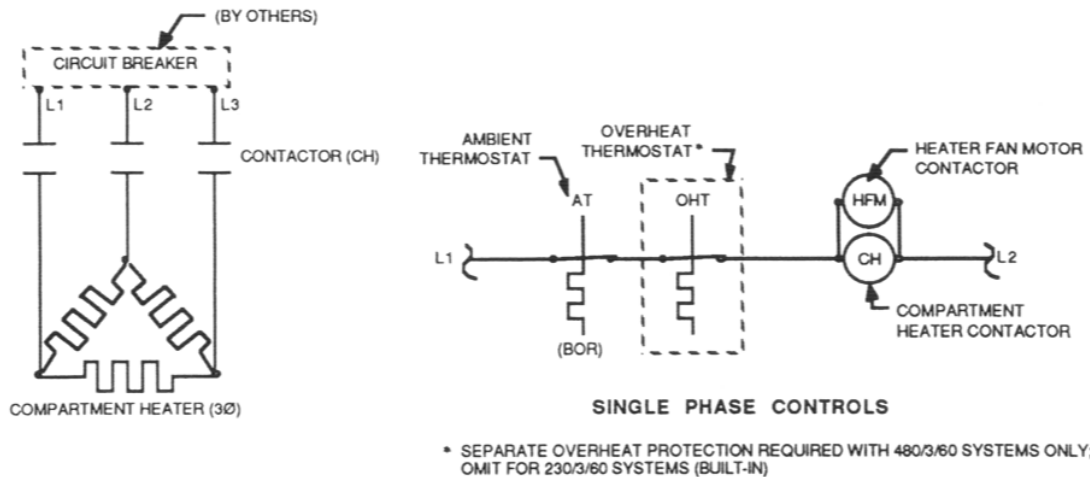 (BY OTHERS)
CIRCUIT BREAKER
L1
L2
L3
CONTACTOR (CH)
COMPARTMENT HEATER (3Ø)
AMBIENT
THERMOSTAT
OVERHEAT
THERMOSTAT*
HEATER FAN MOTOR
CONTACTOR
AT
OHT
HFM
L1
CH
L2
(BOR)
COMPARTMENT
HEATER CONTACTOR
SINGLE PHASE CONTROLS
* SEPARATE OVERHEAT PROTECTION REQUIRED WITH 480/3/60 SYSTEMS ONLY;
OMIT FOR 230/3/60 SYSTEMS (BUILT-IN)